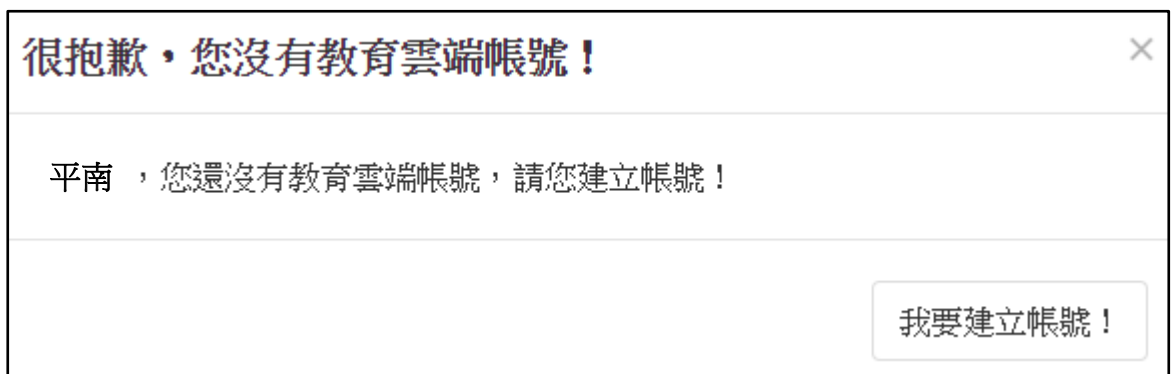 很抱歉，您沒有教育雲端帳號！
×
平南 ，您還沒有教育雲端帳號，請您建立帳號！
我要建立帳號！